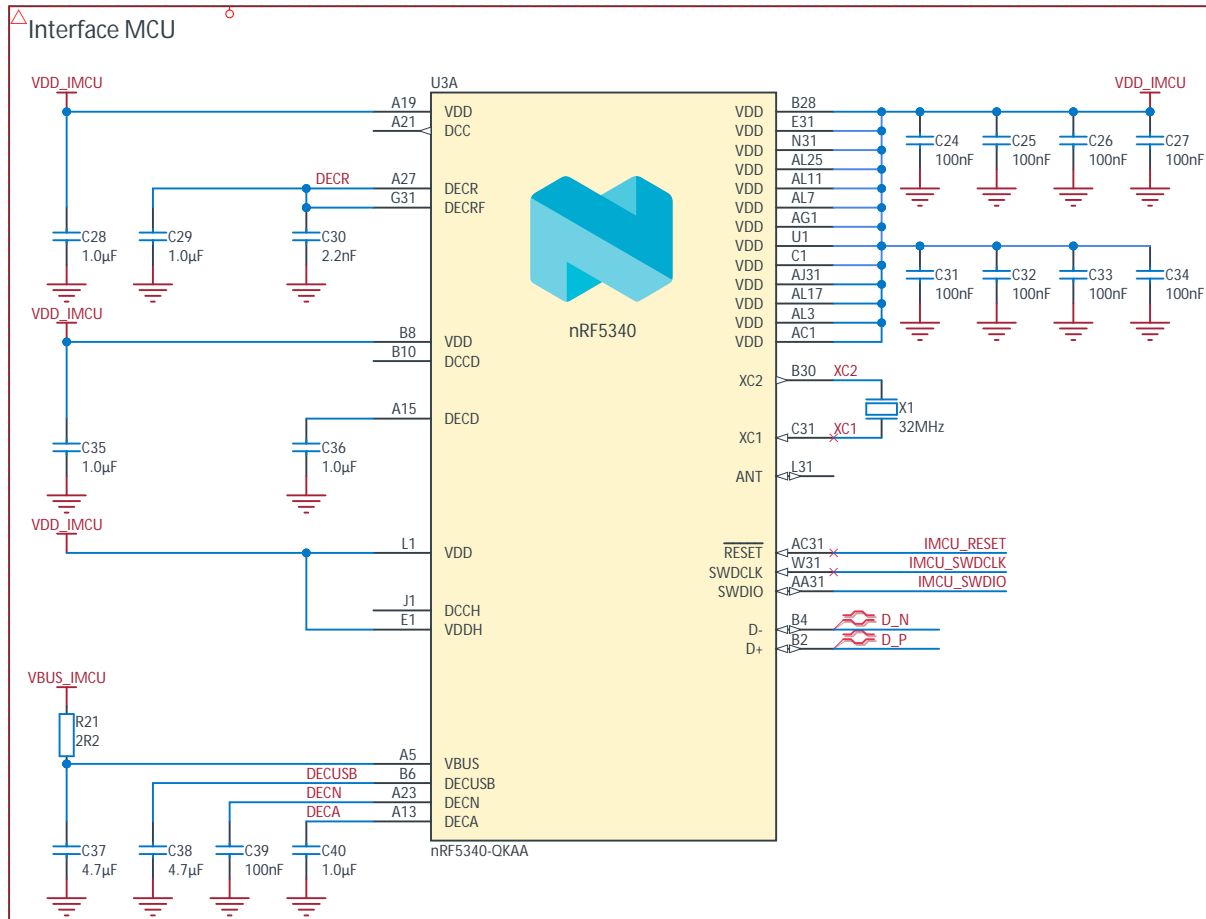 Interface MCU
VDD_IMCU
U3A
VDD_IMCU
A19 VDD
A21 DCC
DECR A27 DECR
G31 DECRF
C28 1.0µF
C29 1.0µF
C30 2.2nF
VDD_IMCU
B8 VDD
B10 DCCD
A15 DECD
C35 1.0µF
C36 1.0µF
VDD_IMCU
L1 VDD
J1 DCCH
E1 VDDH
VBUS_IMCU
R21 2R2
A5 VBUS
DECUSB B6 DECUSB
DECN A23 DECN
DECA A13 DECA
C37 4.7µF
C38 4.7µF
C39 100nF
C40 1.0µF
nRF5340
nRF5340-QKAA
VDD B28
VDD E31
VDD N31
VDD AL25
VDD AL11
VDD AL7
VDD AG1
VDD U1
VDD C1
VDD AJ31
VDD AL17
VDD AL3
VDD AC1
C24 100nF
C25 100nF
C26 100nF
C27 100nF
C31 100nF
C32 100nF
C33 100nF
C34 100nF
XC2 B30 XC2
X1 32MHz
XC1 C31 XC1
ANT L31
RESET AC31 IMCU_RESET
SWDCLK W31 IMCU_SWDCLK
SWDIO AA31 IMCU_SWDIO
D- B4 D_N
D+ B2 D_P